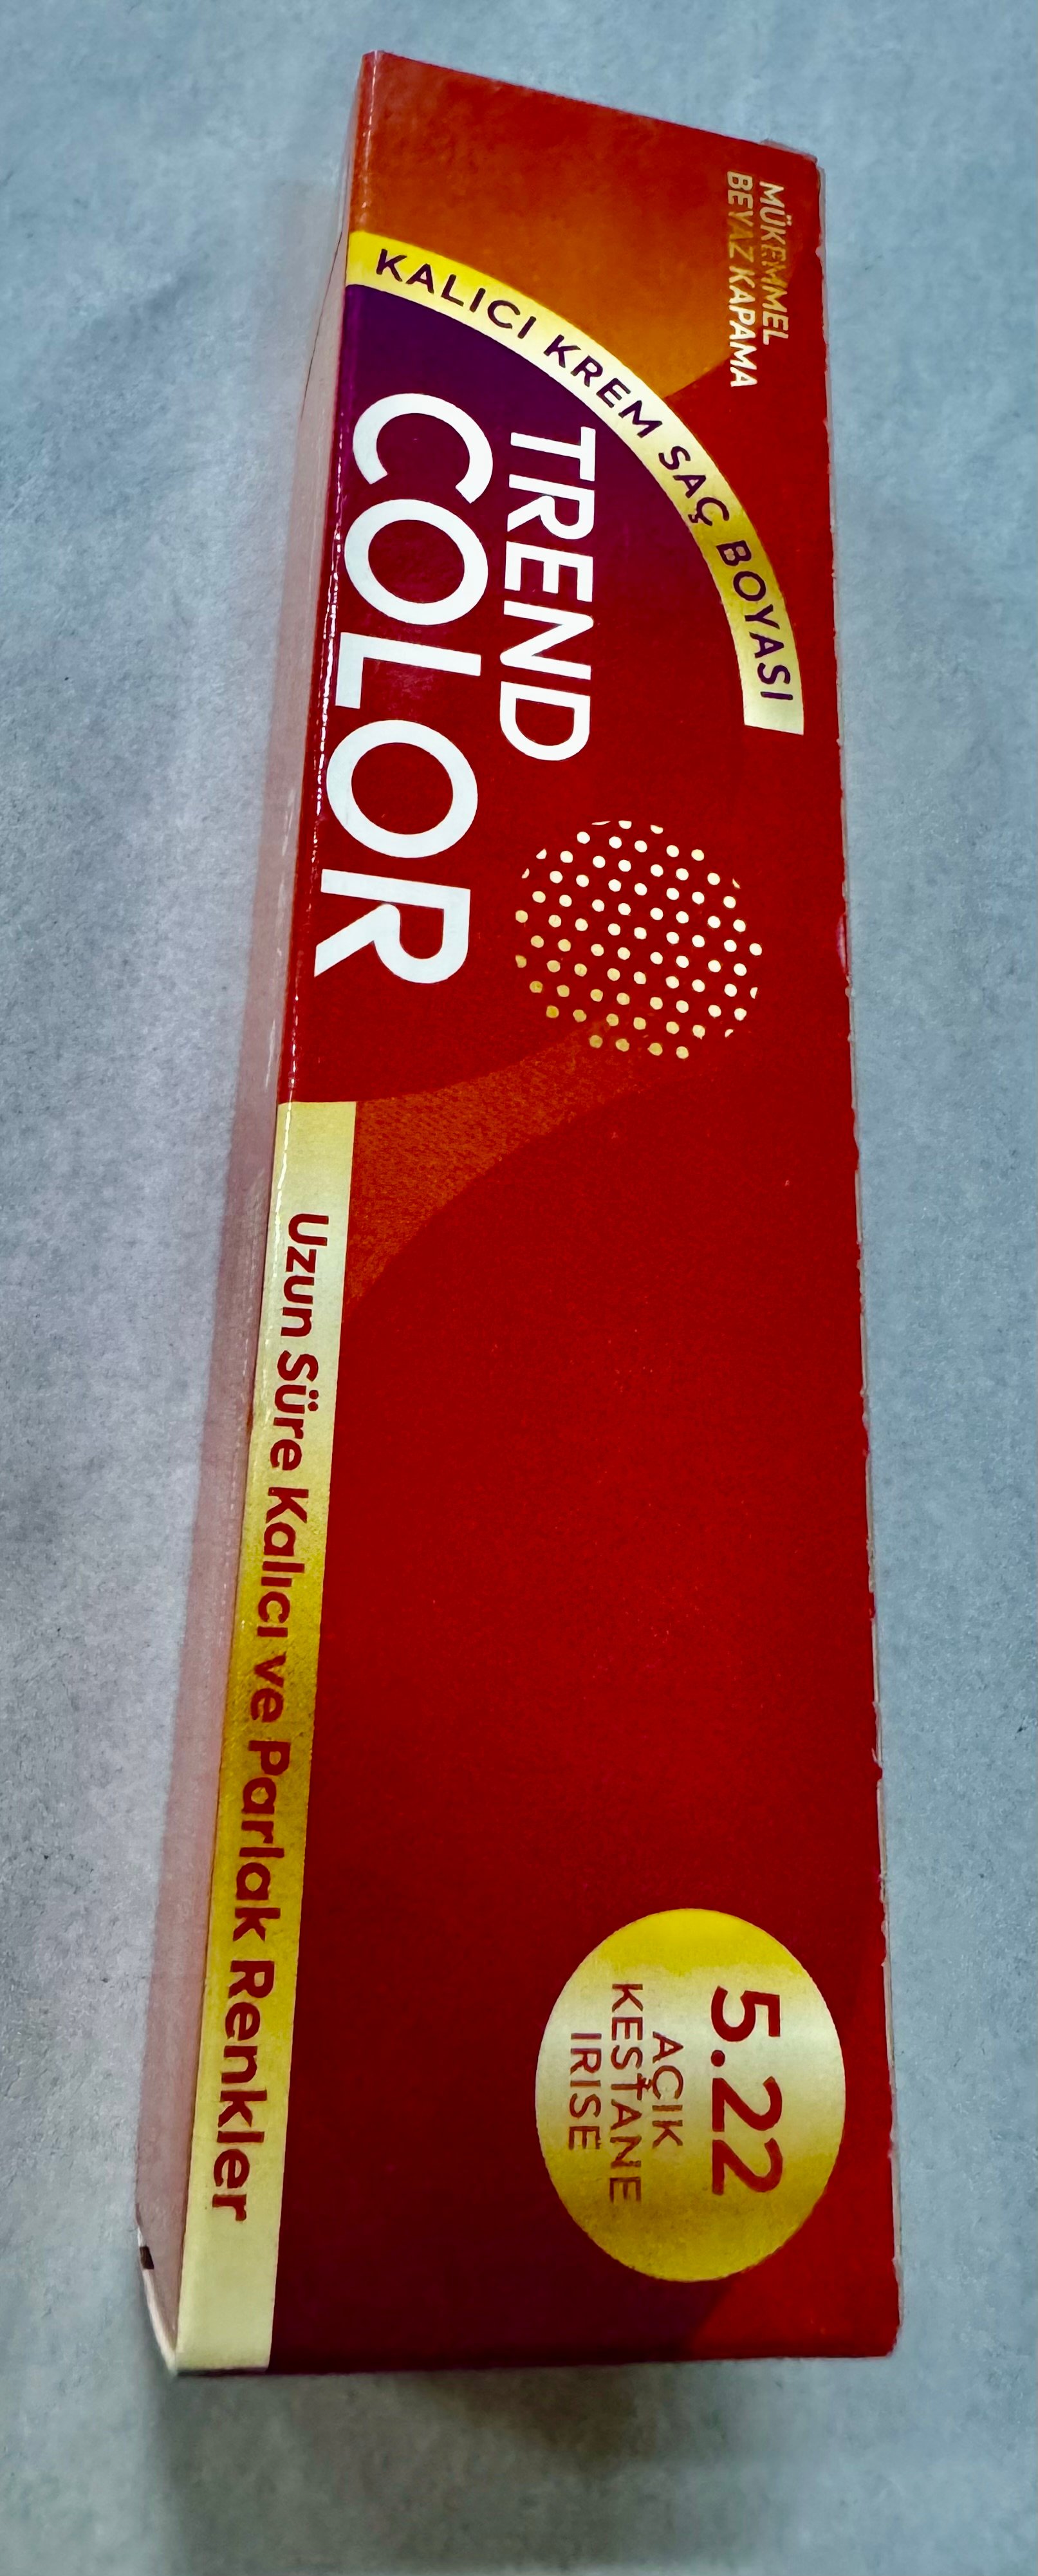 MÜKEMMEL
BEYAZ KAPAMA
KALICI KREM SAÇ BOYASI
TREND
COLOR
Uzun Süre Kalıcı ve Parlak Renkler
5.22
AÇIK
KESTANE
IRISE